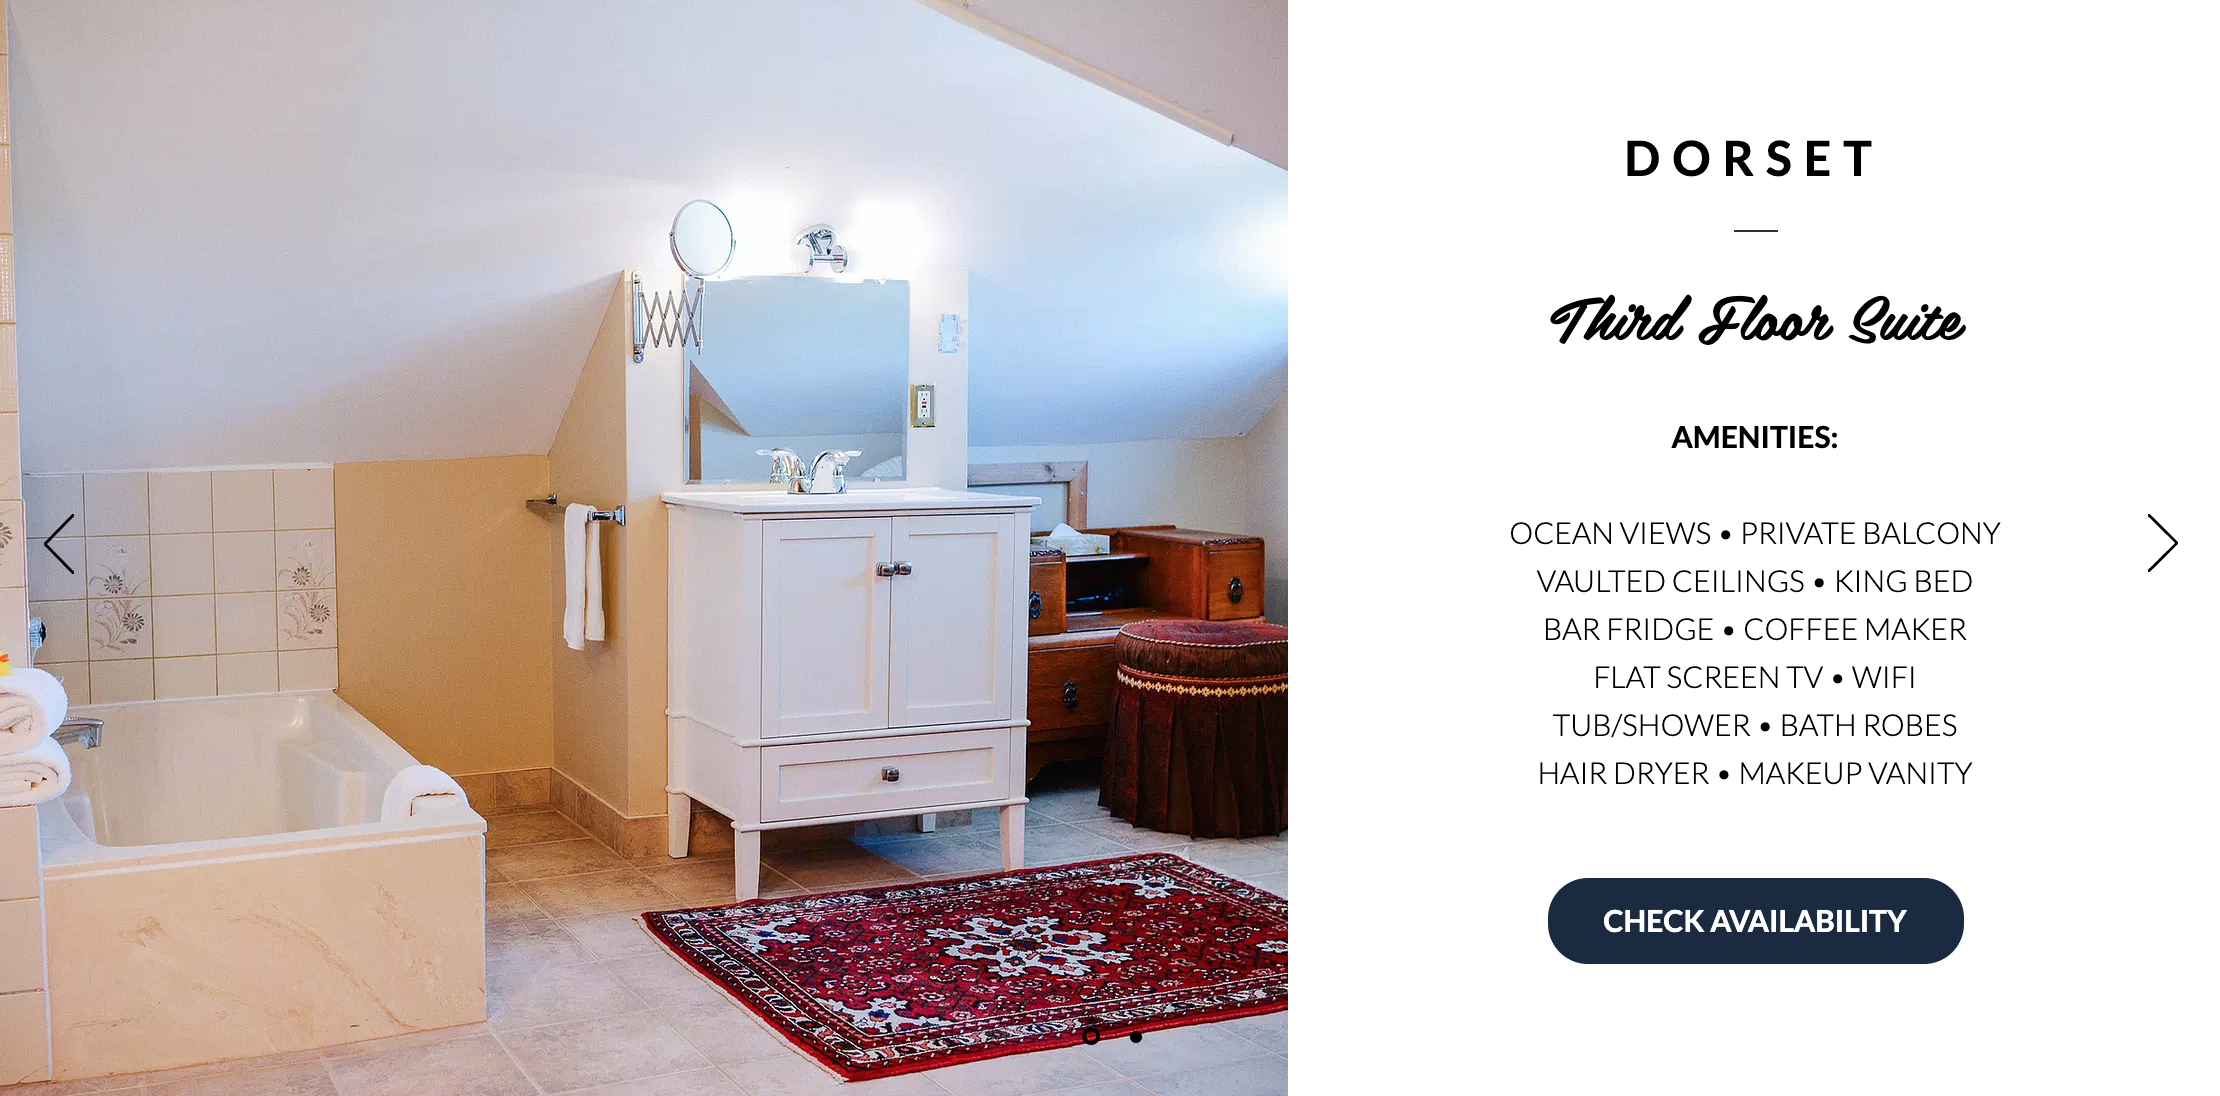 DORSET
Third Floor Suite
AMENITIES:
OCEAN VIEWS • PRIVATE BALCONY
VAULTED CEILINGS • KING BED
BAR FRIDGE • COFFEE MAKER
FLAT SCREEN TV • WIFI
TUB/SHOWER • BATH ROBES
HAIR DRYER • MAKEUP VANITY
CHECK AVAILABILITY